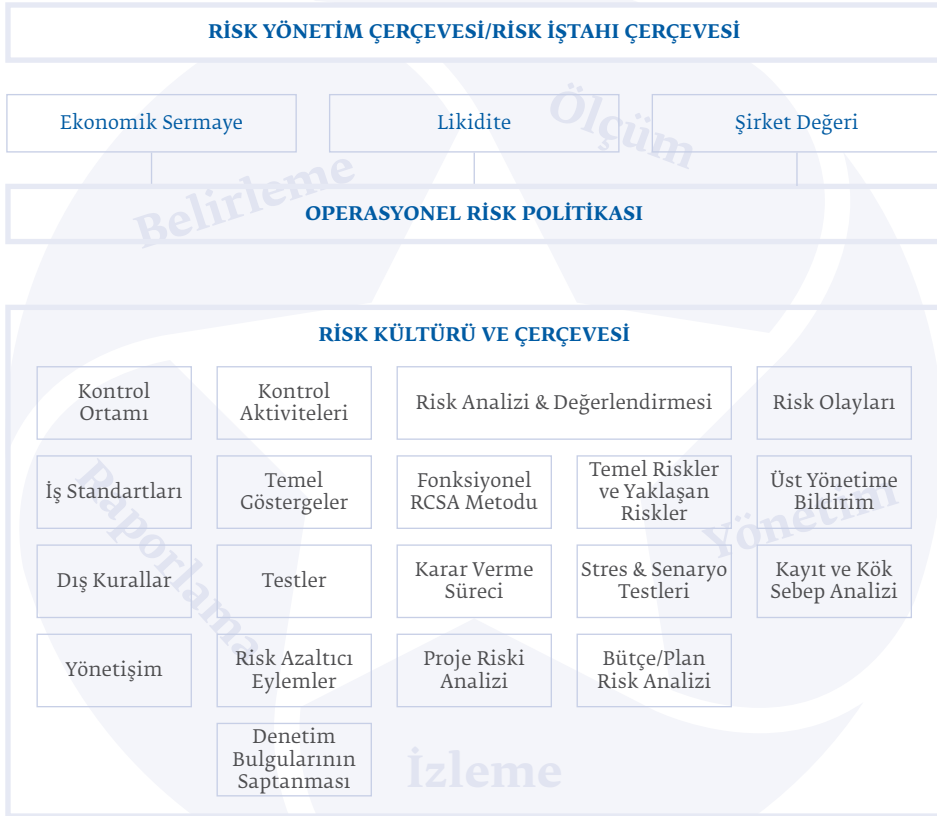 RİSK YÖNETİM ÇERÇEVESİ/RİSK İŞTAHI ÇERÇEVESİ
Ekonomik Sermaye
Likidite
Şirket Değeri
Ölçüm
Belirleme
OPERASYONEL RİSK POLİTİKASI
RİSK KÜLTÜRÜ VE ÇERÇEVESİ
Kontrol
Ortamı
Kontrol
Aktiviteleri
Risk Analizi & Değerlendirmesi
Risk Olayları
İş Standartları
Temel
Göstergeler
Fonksiyonel
RCSA Metodu
Temel Riskler
ve Yaklaşan
Riskler
Üst Yönetime
Bildirim
Raporlama
Yönetim
Dış Kurallar
Testler
Karar Verme
Süreci
Stres & Senaryo
Testleri
Kayıt ve Kök
Sebep Analizi
Yönetişim
Risk Azaltıcı
Eylemler
Proje Riski
Analizi
Bütçe/Plan
Risk Analizi
Denetim
Bulgularının
Saptanması
İzleme